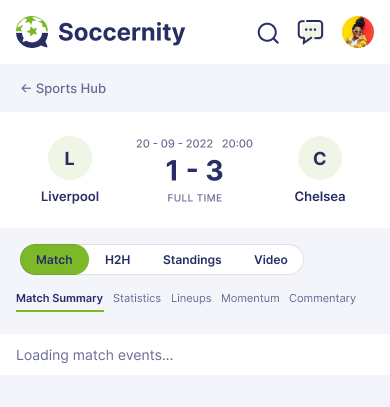 Soccernity
← Sports Hub
20 - 09 - 2022 20:00
L 1 - 3 C
Liverpool FULL TIME Chelsea
Match H2H Standings Video
Match Summary Statistics Lineups Momentum Commentary
Loading match events...